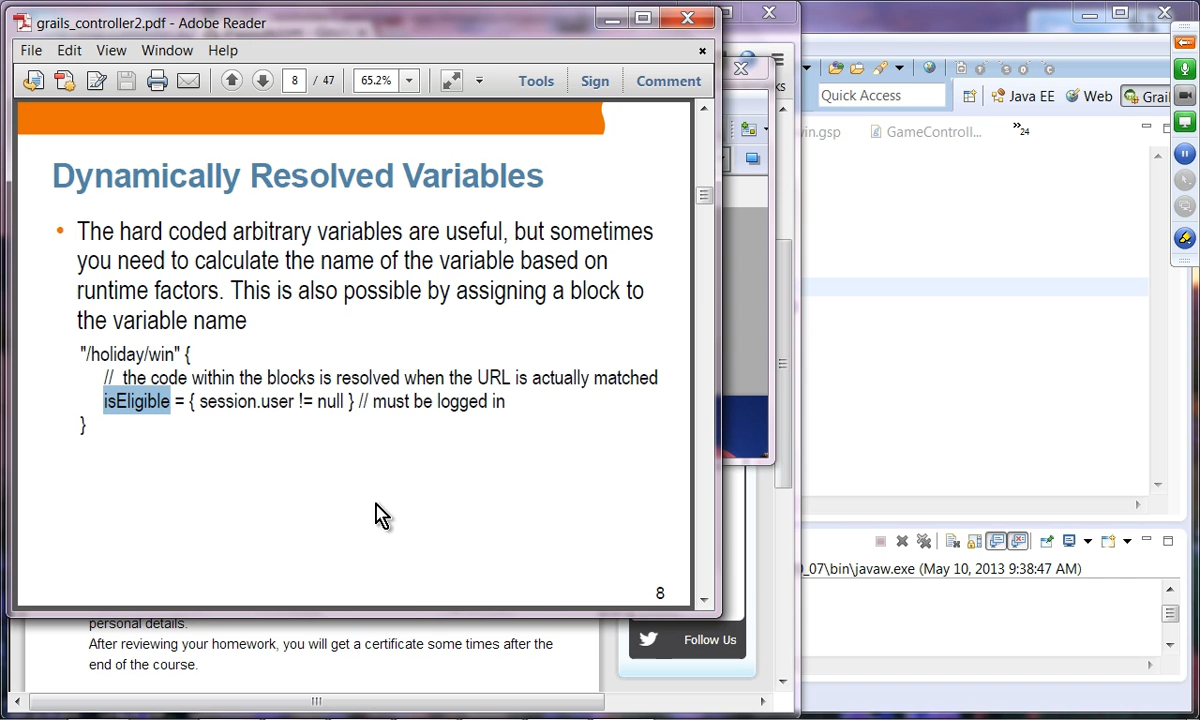 grails_controller2.pdf - Adobe Reader
File Edit View Window Help
8 / 47 65.2% Tools Sign Comment
Dynamically Resolved Variables
• The hard coded arbitrary variables are useful, but sometimes
you need to calculate the name of the variable based on
runtime factors. This is also possible by assigning a block to
the variable name
"/holiday/win" {
// the code within the blocks is resolved when the URL is actually matched
isEligible = { session.user != null } // must be logged in
}
8
personal details.
After reviewing your homework, you will get a certificate some times after the
end of the course.
Follow Us
Quick Access
Java EE
Web
Grai
in.gsp
GameControll...
»24
0_07\bin\javaw.exe (May 10, 2013 9:38:47 AM)